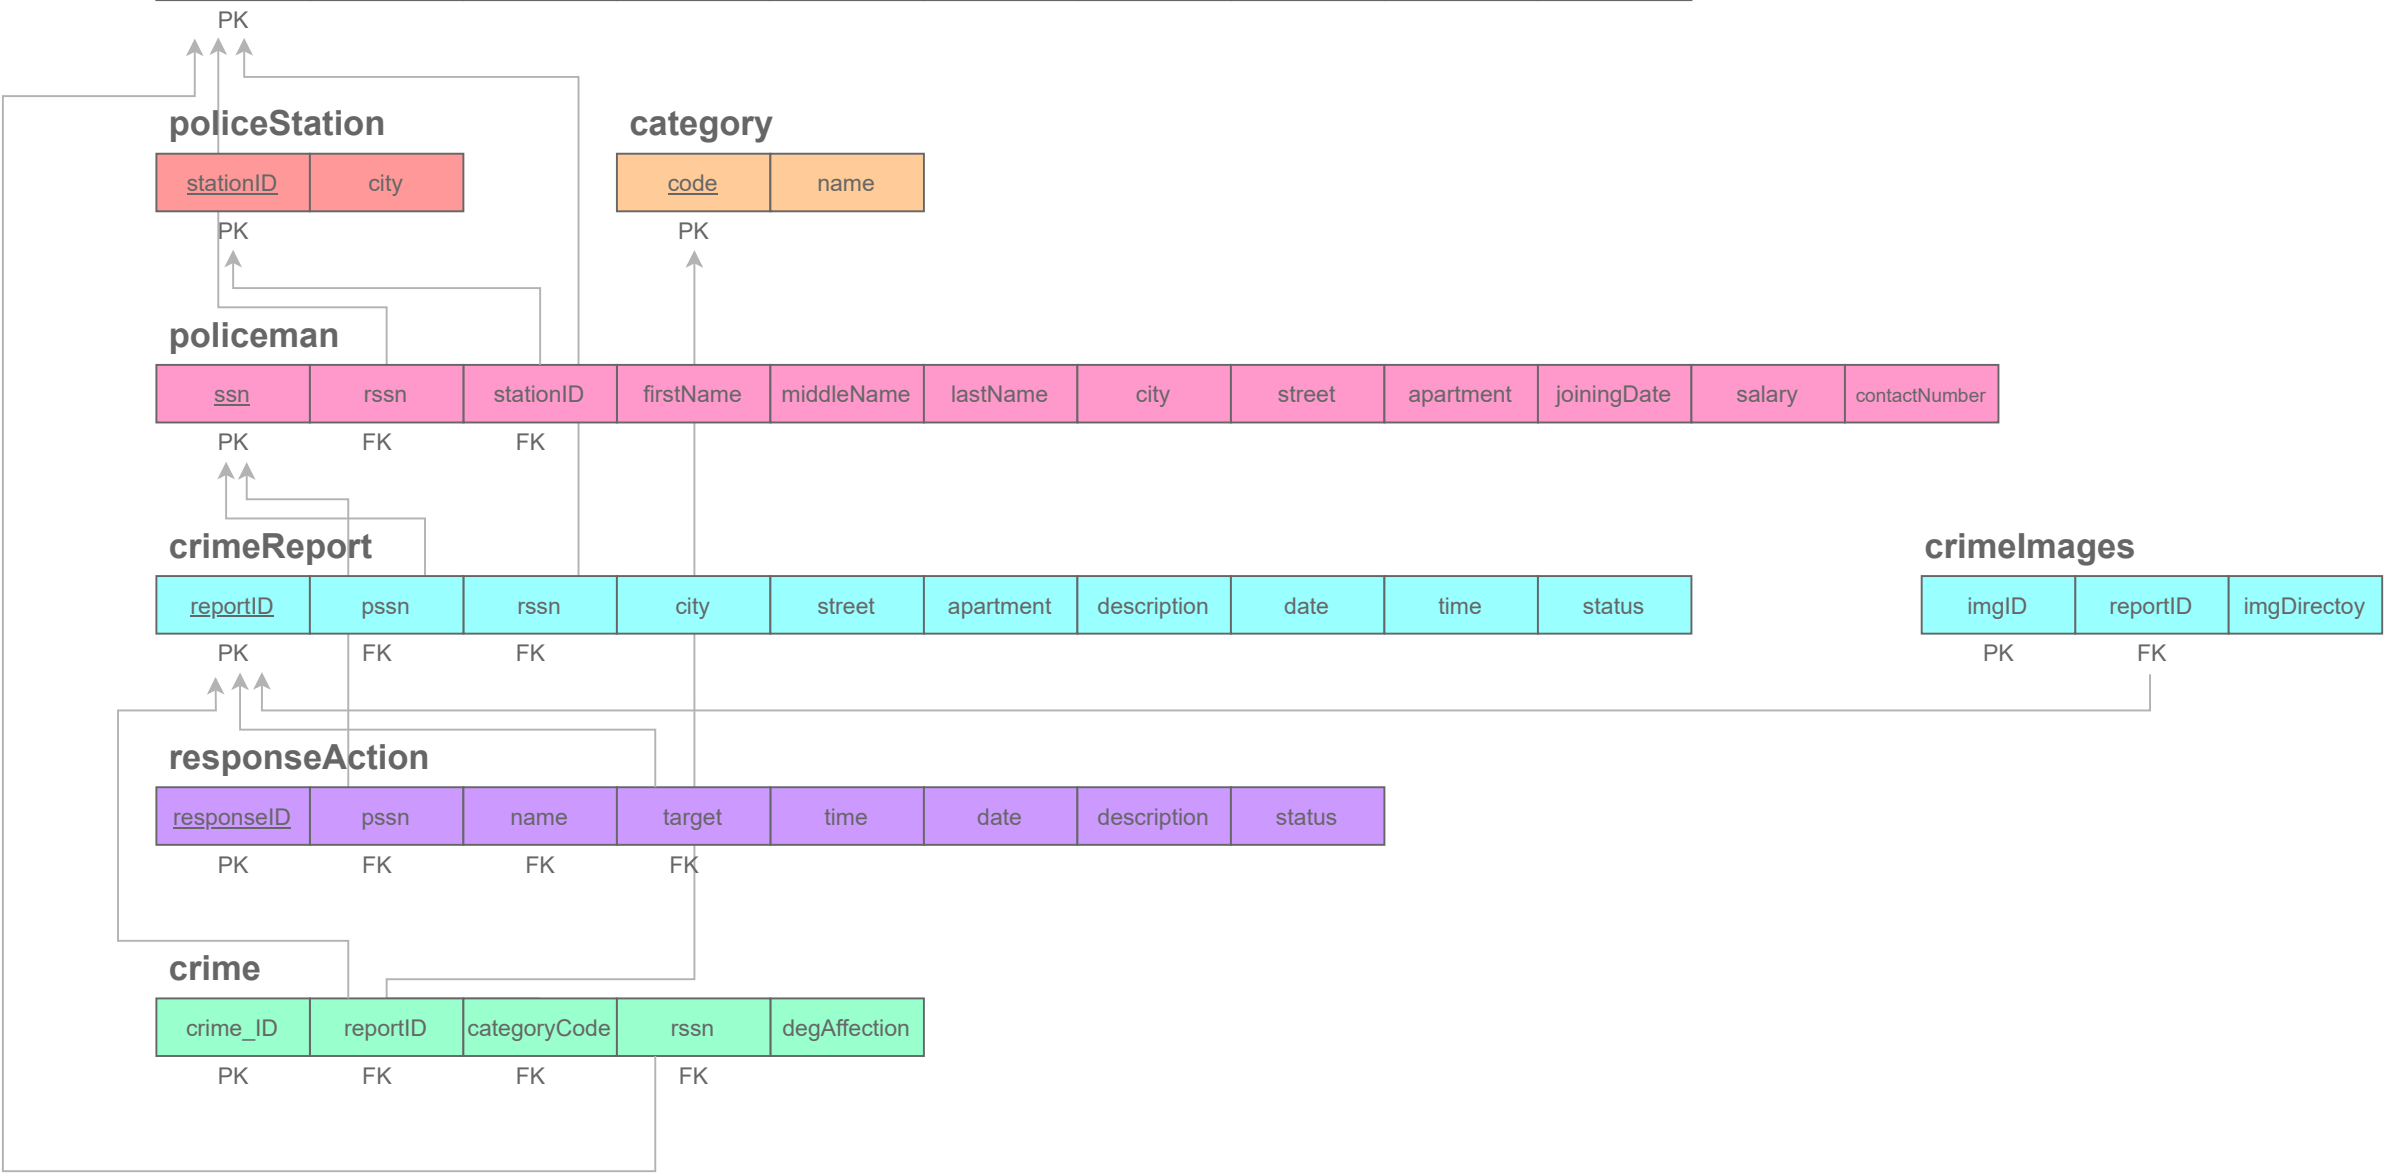 PK
policeStation category
stationID city code name
PK PK
policeman
ssn rssn stationID firstName middleName lastName city street apartment joiningDate salary contactNumber
PK FK FK
crimeReport crimeImages
reportID pssn rssn city street apartment description date time status imgID reportID imgDirectoy
PK FK FK PK FK
responseAction
responseID pssn name target time date description status
PK FK FK FK
crime
crime_ID reportID categoryCode rssn degAffection
PK FK FK FK